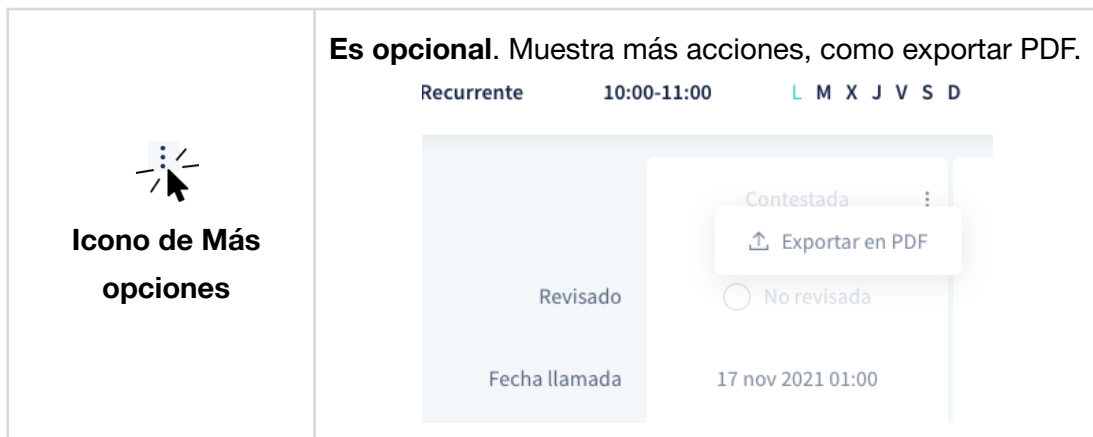 Icono de Más
opciones
Es opcional. Muestra más acciones, como exportar PDF.
Recurrente 10:00-11:00 L M X J V S D
Contestada
Exportar en PDF
Revisado No revisada
Fecha llamada 17 nov 2021 01:00